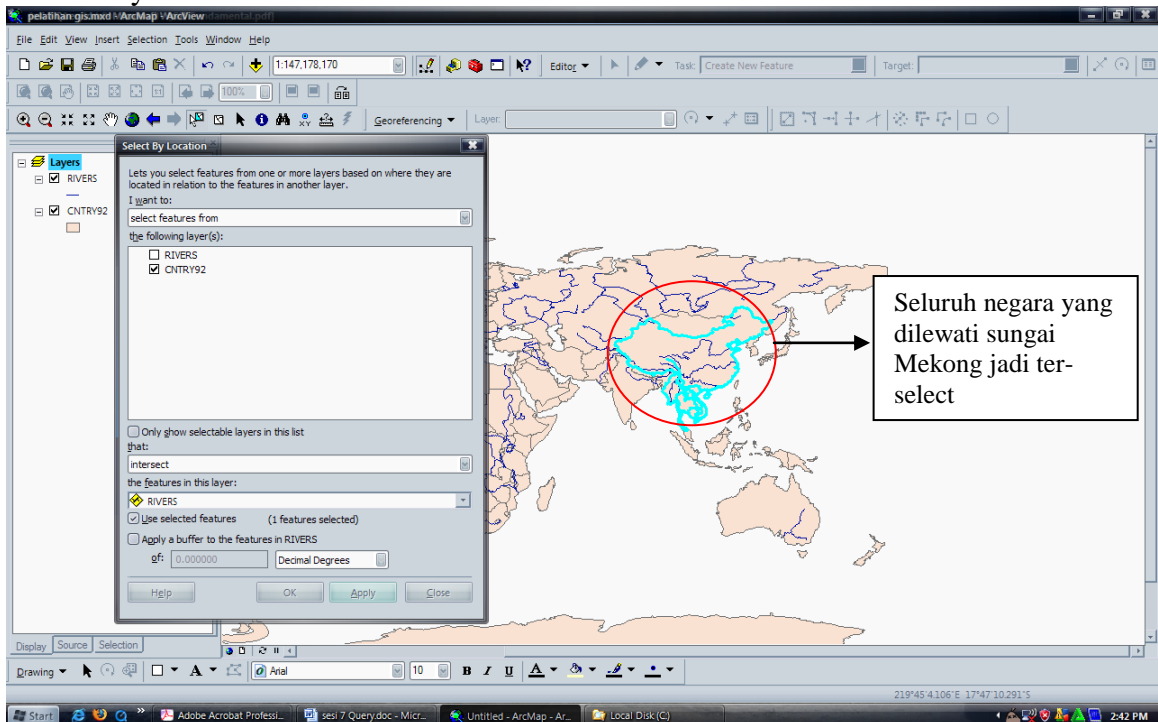 pelatihan gis.mxd - ArcMap - ArcView
File Edit View Insert Selection Tools Window Help
1:147,178,170
Editor
Task: Create New Feature
Target:
100%
Georeferencing
Layer:
Layers
RIVERS
CNTRY92
Select By Location
Lets you select features from one or more layers based on where they are
located in relation to the features in another layer.
I want to:
select features from
the following layer(s):
RIVERS
CNTRY92
Only show selectable layers in this list
that:
intersect
the features in this layer:
RIVERS
Use selected features (1 features selected)
Apply a buffer to the features in RIVERS
of: 0.000000 Decimal Degrees
Help OK Apply Close
Seluruh negara yang
dilewati sungai
Mekong jadi ter-
select
Display Source Selection
Drawing A Arial 10 B I U A
219°45'4.106"E 17°47'10.291"S
Start Adobe Acrobat Professi... sesi 7 Query.doc - Micr... Untitled - ArcMap - Ar... Local Disk (C:) 2:42 PM